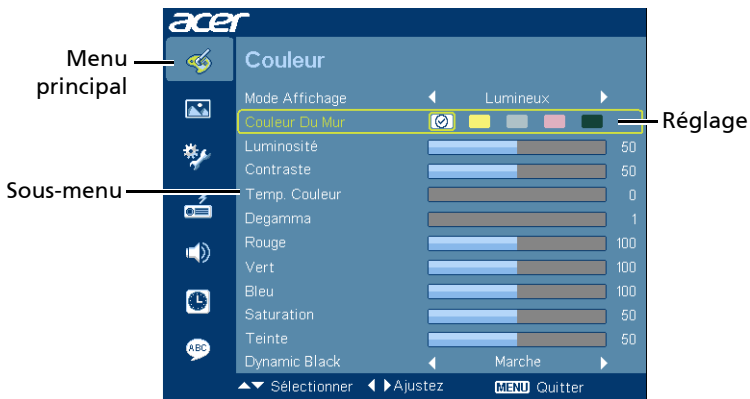 acer
Menu principal
Couleur
Mode Affichage Lumineux
Couleur Du Mur
Réglage
Luminosité 50
Contraste 50
Sous-menu
Temp. Couleur 0
Degamma 1
Rouge 100
Vert 100
Bleu 100
Saturation 50
Teinte 50
ABC
Dynamic Black Marche
Sélectionner Ajustez MENU Quitter